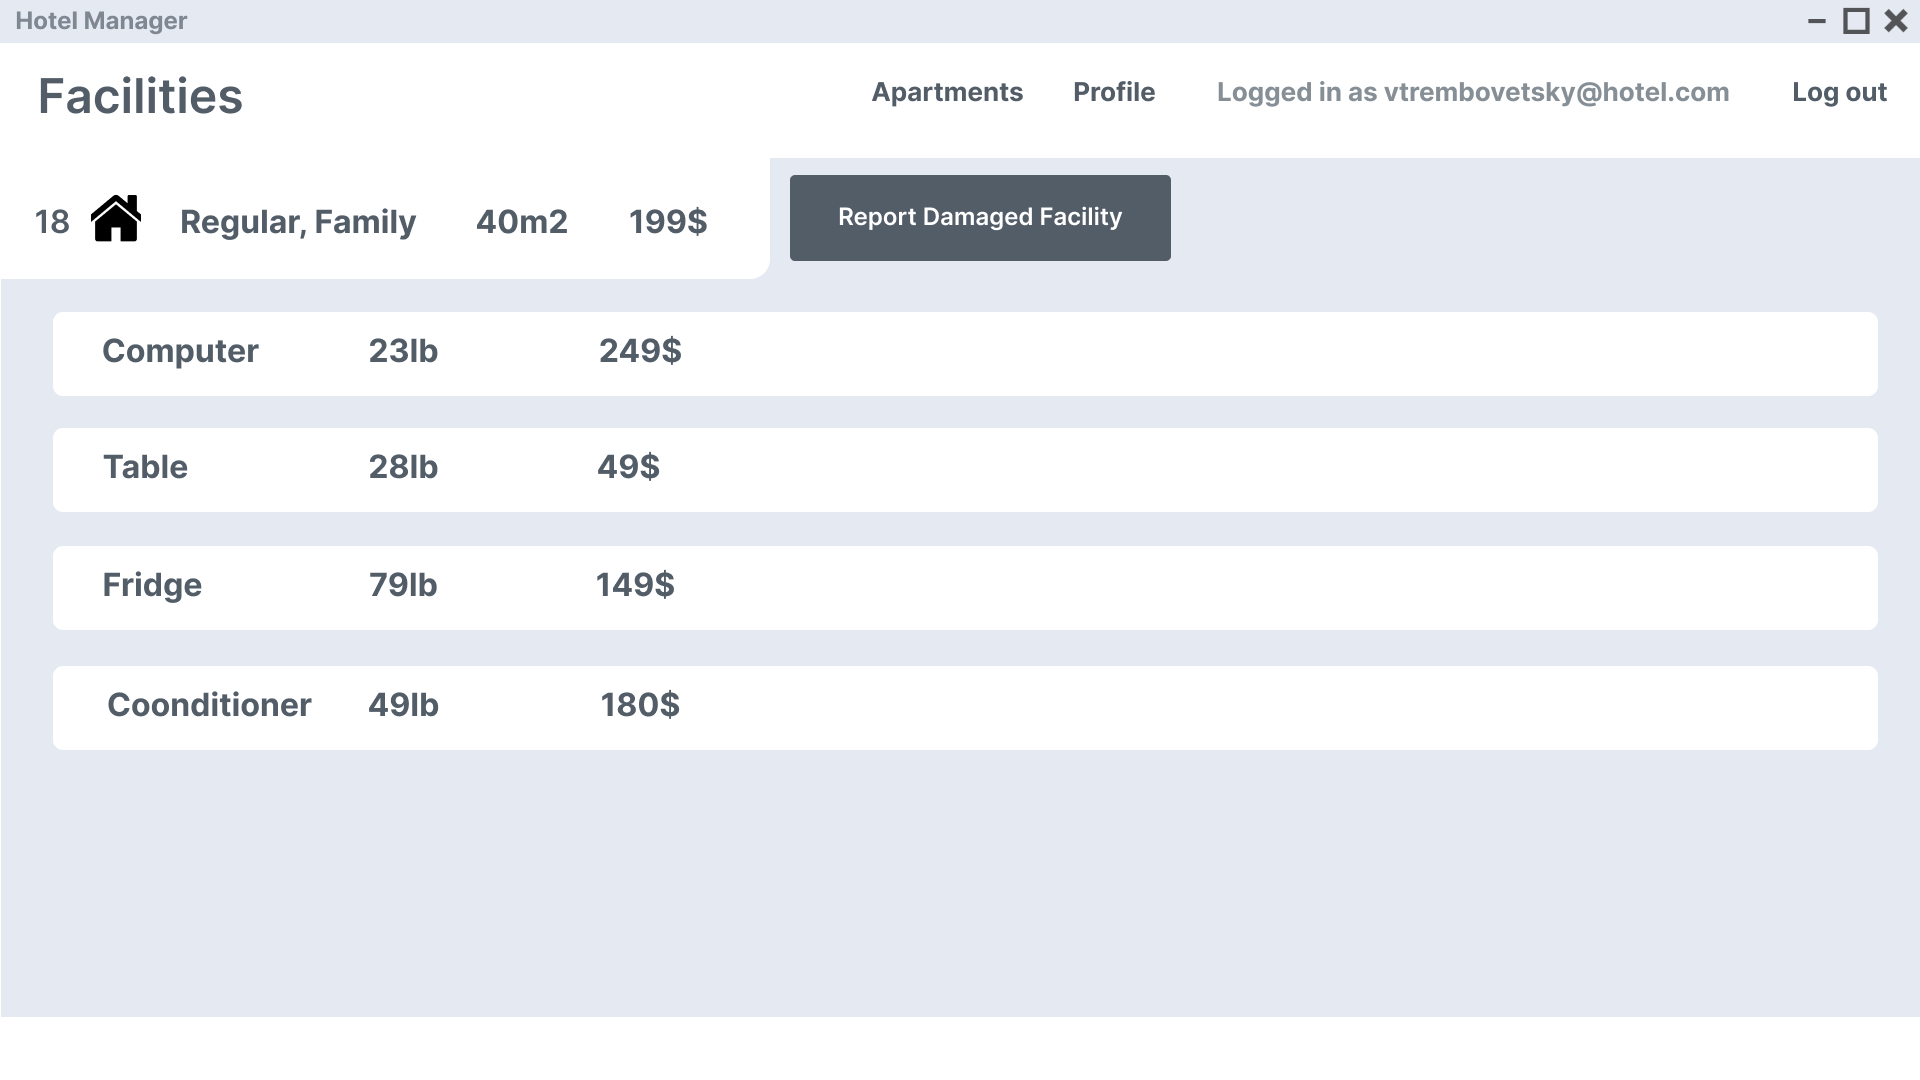 Hotel Manager
Facilities Apartments Profile Logged in as vtrembovetsky@hotel.com Log out
18 Regular, Family 40m2 199$ Report Damaged Facility
Computer 23lb 249$
Table 28lb 49$
Fridge 79lb 149$
Coonditioner 49lb 180$